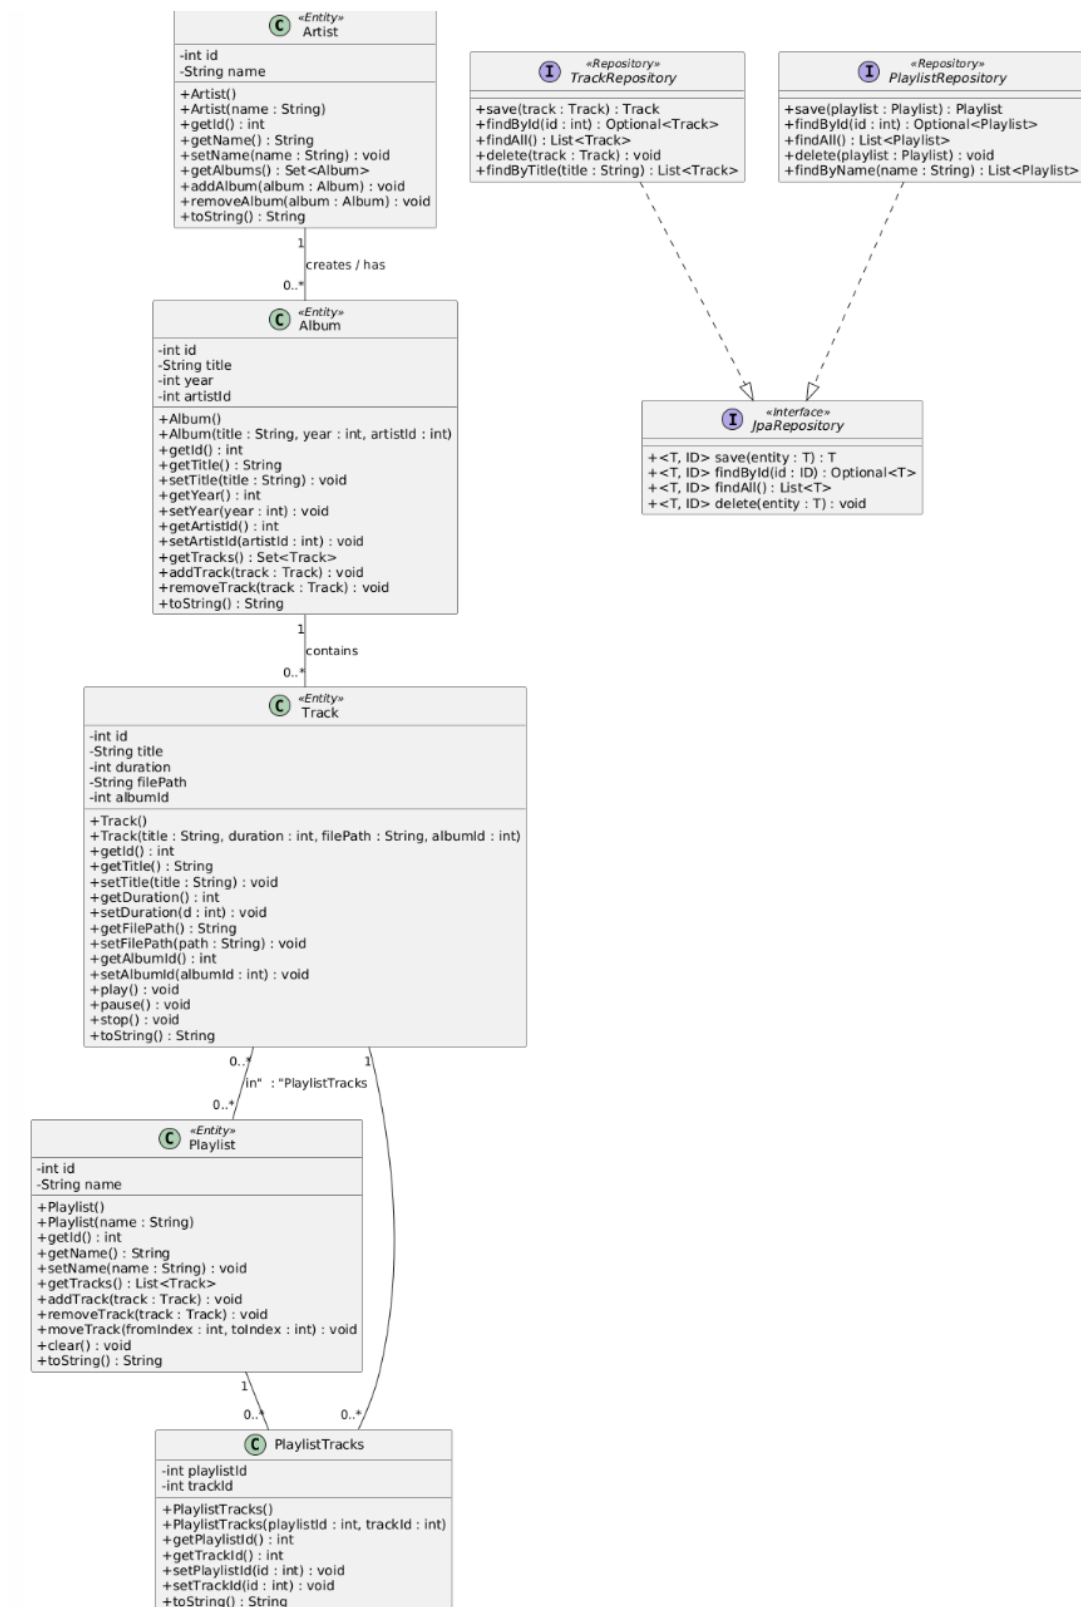 «Entity»
C Artist
-int id
-String name
+Artist()
+Artist(name : String)
+getId() : int
+getName() : String
+setName(name : String) : void
+getAlbums() : Set<Album>
+addAlbum(album : Album) : void
+removeAlbum(album : Album) : void
+toString() : String
«Repository»
I TrackRepository
+save(track : Track) : Track
+findById(id : int) : Optional<Track>
+findAll() : List<Track>
+delete(track : Track) : void
+findByTitle(title : String) : List<Track>
«Repository»
I PlaylistRepository
+save(playlist : Playlist) : Playlist
+findById(id : int) : Optional<Playlist>
+findAll() : List<Playlist>
+delete(playlist : Playlist) : void
+findByName(name : String) : List<Playlist>
1
creates / has
0..*
«Entity»
C Album
-int id
-String title
-int year
-int artistId
+Album()
+Album(title : String, year : int, artistId : int)
+getId() : int
+getTitle() : String
+setTitle(title : String) : void
+getYear() : int
+setYear(year : int) : void
+getArtistId() : int
+setArtistId(artistId : int) : void
+getTracks() : Set<Track>
+addTrack(track : Track) : void
+removeTrack(track : Track) : void
+toString() : String
«Interface»
I JpaRepository
+<T, ID> save(entity : T) : T
+<T, ID> findById(id : ID) : Optional<T>
+<T, ID> findAll() : List<T>
+<T, ID> delete(entity : T) : void
1
contains
0..*
«Entity»
C Track
-int id
-String title
-int duration
-String filePath
-int albumId
+Track()
+Track(title : String, duration : int, filePath : String, albumId : int)
+getId() : int
+getTitle() : String
+setTitle(title : String) : void
+getDuration() : int
+setDuration(d : int) : void
+getFilePath() : String
+setFilePath(path : String) : void
+getAlbumId() : int
+setAlbumId(albumId : int) : void
+play() : void
+pause() : void
+stop() : void
+toString() : String
0..*
1
in" : "PlaylistTracks
0..*
«Entity»
C Playlist
-int id
-String name
+Playlist()
+Playlist(name : String)
+getId() : int
+getName() : String
+setName(name : String) : void
+getTracks() : List<Track>
+addTrack(track : Track) : void
+removeTrack(track : Track) : void
+moveTrack(fromIndex : int, toIndex : int) : void
+clear() : void
+toString() : String
1
0..*
0..*
C PlaylistTracks
-int playlistId
-int trackId
+PlaylistTracks()
+PlaylistTracks(playlistId : int, trackId : int)
+getPlaylistId() : int
+getTrackId() : int
+setPlaylistId(id : int) : void
+setTrackId(id : int) : void
+toString() : String